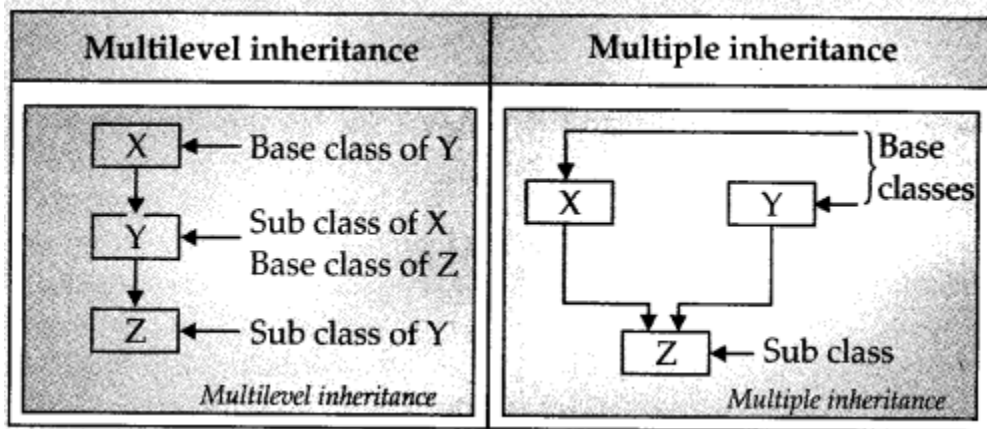 Multilevel inheritance
Multiple inheritance
X
Base class of Y
Y
Sub class of X
Base class of Z
Z
Sub class of Y
Multilevel inheritance
Base
classes
X
Y
Z
Sub class
Multiple inheritance